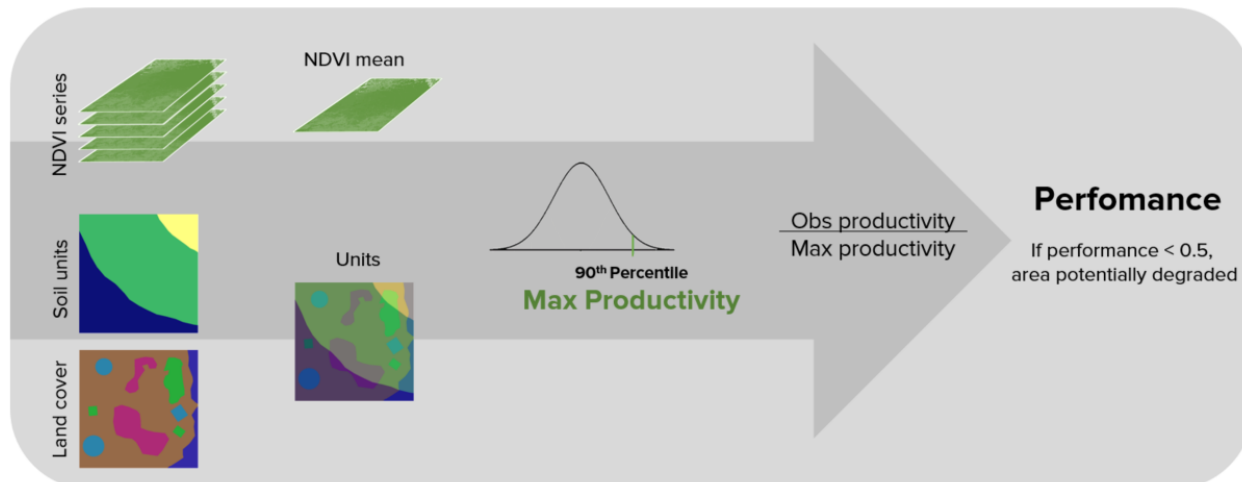 NDVI series
NDVI mean
Soil units
Land cover
Units
90th Percentile
Max Productivity
Obs productivity
Max productivity
Perfomance
If performance < 0.5,
area potentially degraded